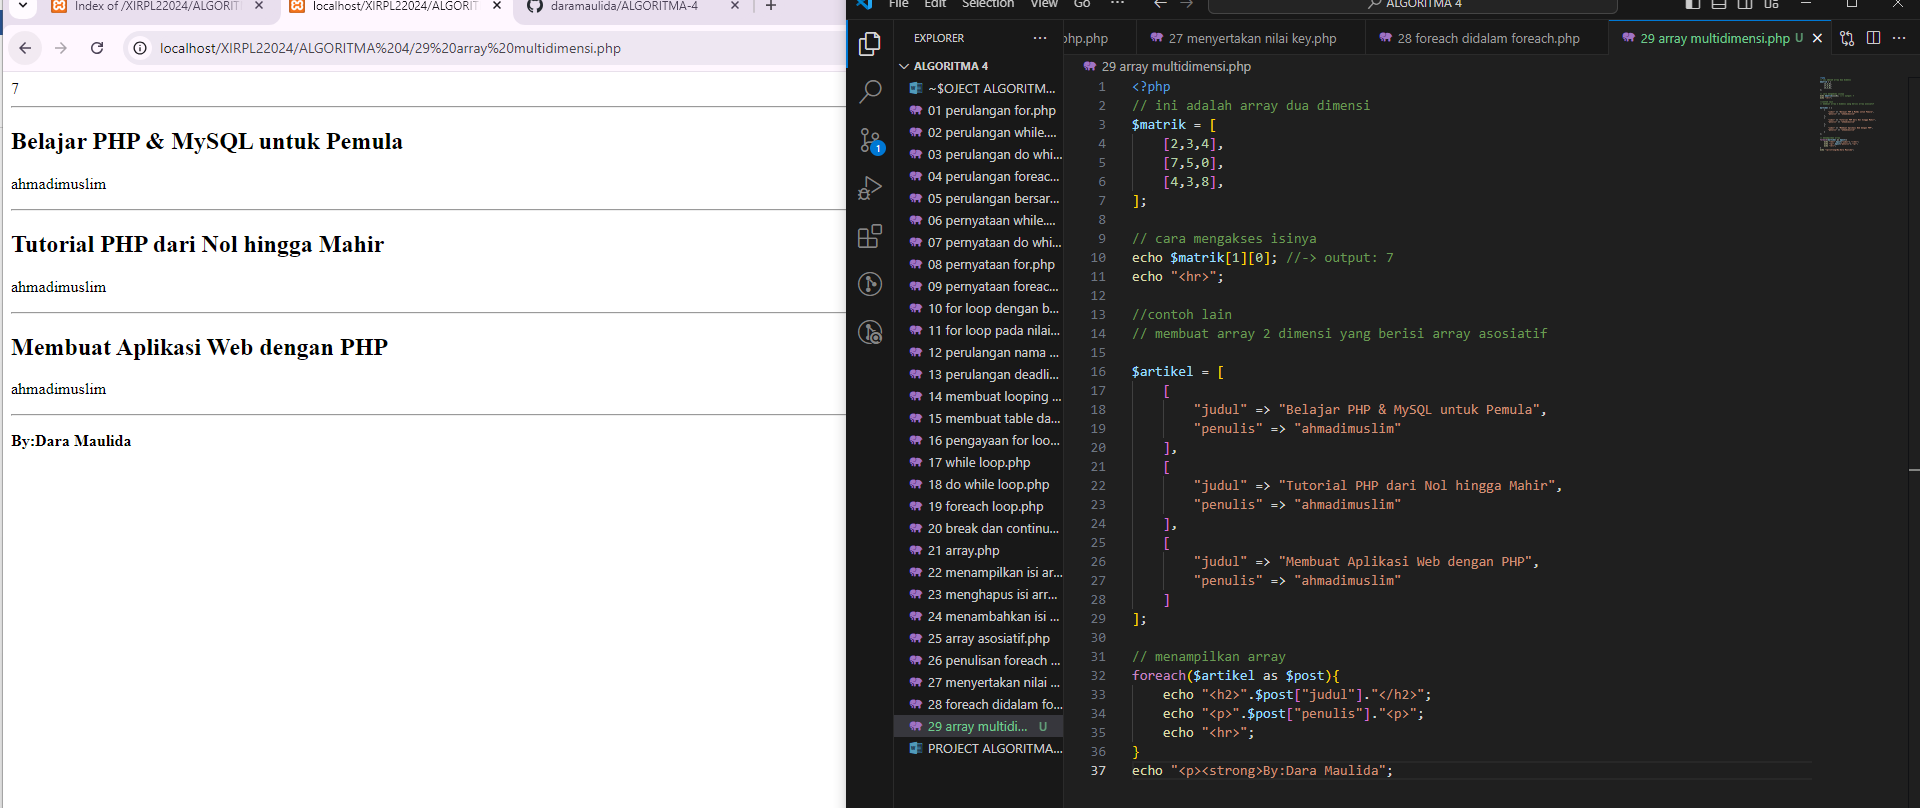 Index of /XIRPL22024/ALGORIT
localhost/XIRPL22024/ALGORIT
daramaulida/ALGORITMA-4
localhost/XIRPL22024/ALGORITMA%204/29%20array%20multidimensi.php
7
Belajar PHP & MySQL untuk Pemula
ahmadimuslim
Tutorial PHP dari Nol hingga Mahir
ahmadimuslim
Membuat Aplikasi Web dengan PHP
ahmadimuslim
By:Dara Maulida
File Edit Selection View Go ··· ALGORITMA 4
EXPLORER ···
ALGORITMA 4
~$OJECT ALGORITM...
01 perulangan for.php
02 perulangan while....
03 perulangan do whi...
04 perulangan foreac...
05 perulangan bersar...
06 pernyataan while....
07 pernyataan do whi...
08 pernyataan for.php
09 pernyataan foreac...
10 for loop dengan b...
11 for loop pada nilai...
12 perulangan nama ...
13 perulangan deadli...
14 membuat looping ...
15 membuat table da...
16 pengayaan for loo...
17 while loop.php
18 do while loop.php
19 foreach loop.php
20 break dan continu...
21 array.php
22 menampilkan isi ar...
23 menghapus isi arr...
24 menambahkan isi ...
25 array asosiatif.php
26 penulisan foreach ...
27 menyertakan nilai ...
28 foreach didalam fo...
29 array multidi... U
PROJECT ALGORITMA...
1
php.php
27 menyertakan nilai key.php
28 foreach didalam foreach.php
29 array multidimensi.php U
29 array multidimensi.php
1 <?php
2 // ini adalah array dua dimensi
3 $matrik = [
4 [2,3,4],
5 [7,5,0],
6 [4,3,8],
7 ];
8
9 // cara mengakses isinya
10 echo $matrik[1][0]; //-> output: 7
11 echo "<hr>";
12
13 //contoh lain
14 // membuat array 2 dimensi yang berisi array asosiatif
15
16 $artikel = [
17 [
18 "judul" => "Belajar PHP & MySQL untuk Pemula",
19 "penulis" => "ahmadimuslim"
20 ],
21 [
22 "judul" => "Tutorial PHP dari Nol hingga Mahir",
23 "penulis" => "ahmadimuslim"
24 ],
25 [
26 "judul" => "Membuat Aplikasi Web dengan PHP",
27 "penulis" => "ahmadimuslim"
28 ]
29 ];
30
31 // menampilkan array
32 foreach($artikel as $post){
33 echo "<h2>".$post["judul"]."</h2>";
34 echo "<p>".$post["penulis"]."<p>";
35 echo "<hr>";
36 }
37 echo "<p><strong>By:Dara Maulida";